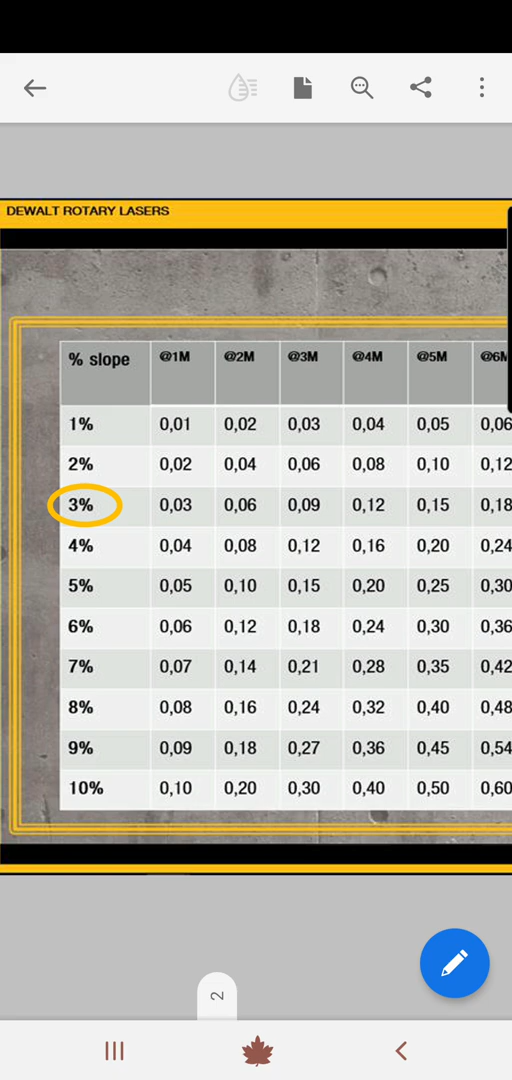 DEWALT ROTARY LASERS
% slope @1M @2M @3M @4M @5M @6M
1% 0,01 0,02 0,03 0,04 0,05 0,06
2% 0,02 0,04 0,06 0,08 0,10 0,12
3% 0,03 0,06 0,09 0,12 0,15 0,18
4% 0,04 0,08 0,12 0,16 0,20 0,24
5% 0,05 0,10 0,15 0,20 0,25 0,30
6% 0,06 0,12 0,18 0,24 0,30 0,36
7% 0,07 0,14 0,21 0,28 0,35 0,42
8% 0,08 0,16 0,24 0,32 0,40 0,48
9% 0,09 0,18 0,27 0,36 0,45 0,54
10% 0,10 0,20 0,30 0,40 0,50 0,60
2